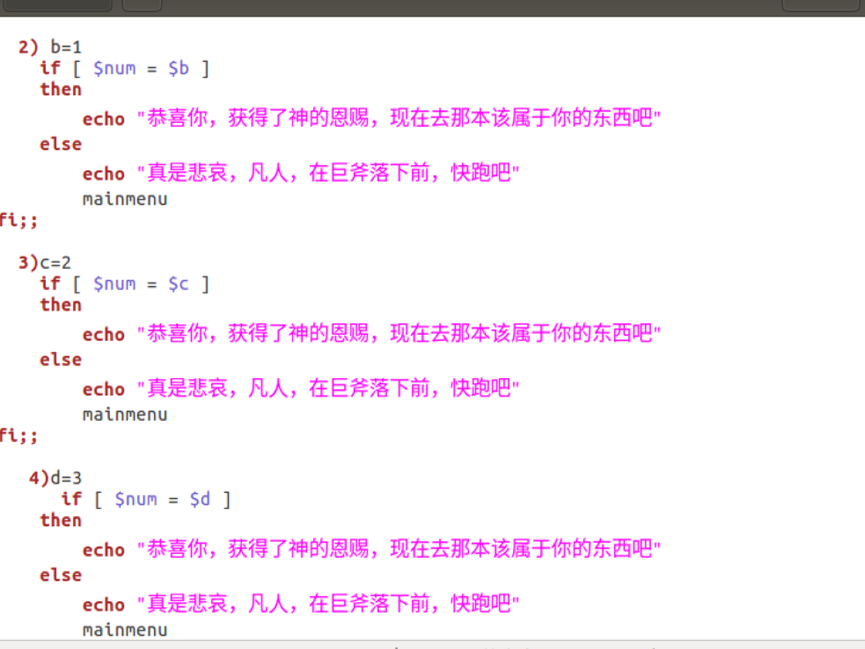 2) b=1
if [ $num = $b ]
then
echo "恭喜你，获得了神的恩赐，现在去那本该属于你的东西吧"
else
echo "真是悲哀，凡人，在巨斧落下前，快跑吧"
mainmenu
fi;;
3)c=2
if [ $num = $c ]
then
echo "恭喜你，获得了神的恩赐，现在去那本该属于你的东西吧"
else
echo "真是悲哀，凡人，在巨斧落下前，快跑吧"
mainmenu
fi;;
4)d=3
if [ $num = $d ]
then
echo "恭喜你，获得了神的恩赐，现在去那本该属于你的东西吧"
else
echo "真是悲哀，凡人，在巨斧落下前，快跑吧"
mainmenu